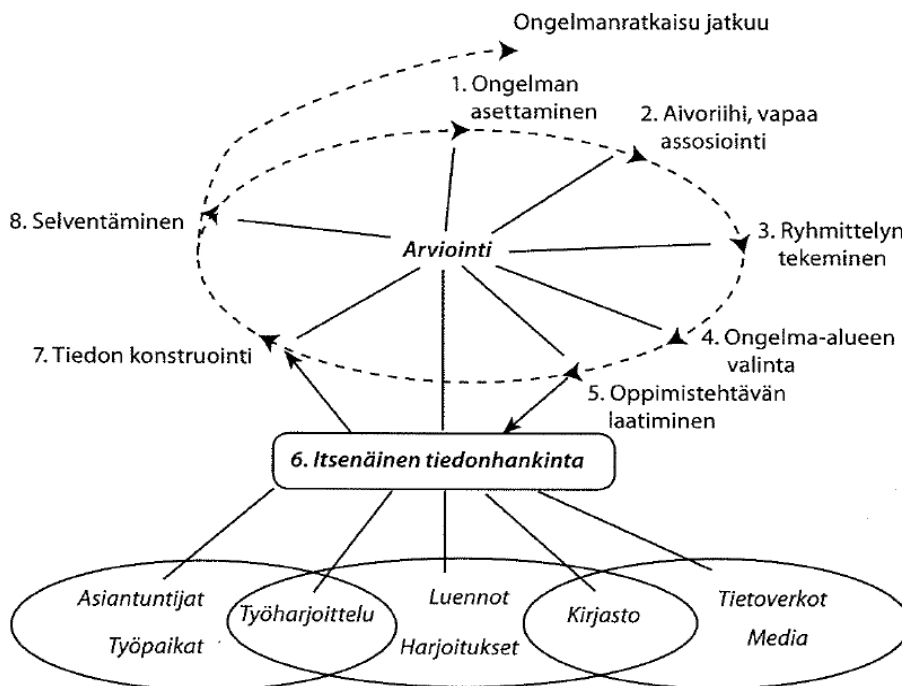 Ongelmanratkaisu jatkuu
1. Ongelman
asettaminen
2. Aivoriihi, vapaa
assosiointi
3. Ryhmittelyn
tekeminen
4. Ongelma-alueen
valinta
5. Oppimistehtävän
laatiminen
6. Itsenäinen tiedonhankinta
7. Tiedon konstruointi
8. Selventäminen
Arviointi
Asiantuntijat
Työpaikat
Työharjoittelu
Luennot
Harjoitukset
Kirjasto
Tietoverkot
Media